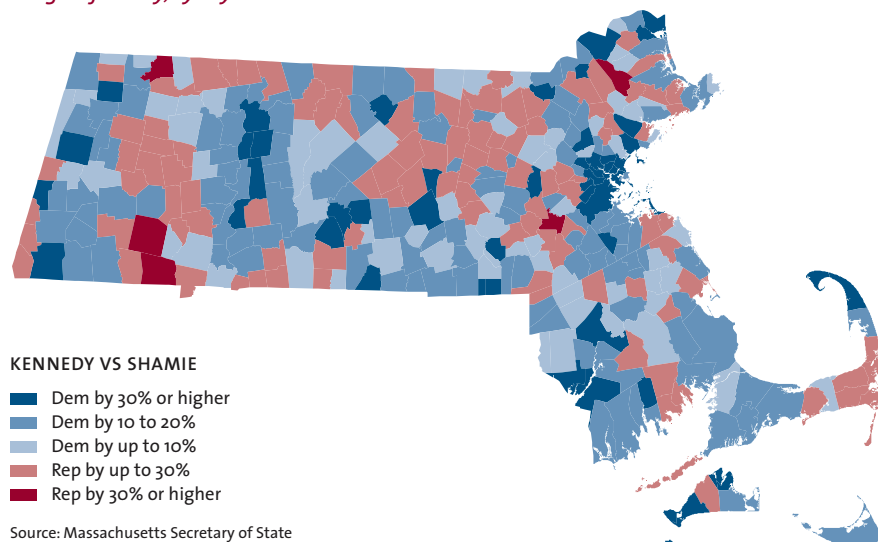 KENNEDY VS SHAMIE
Dem by 30% or higher
Dem by 10 to 20%
Dem by up to 10%
Rep by up to 30%
Rep by 30% or higher
Source: Massachusetts Secretary of State